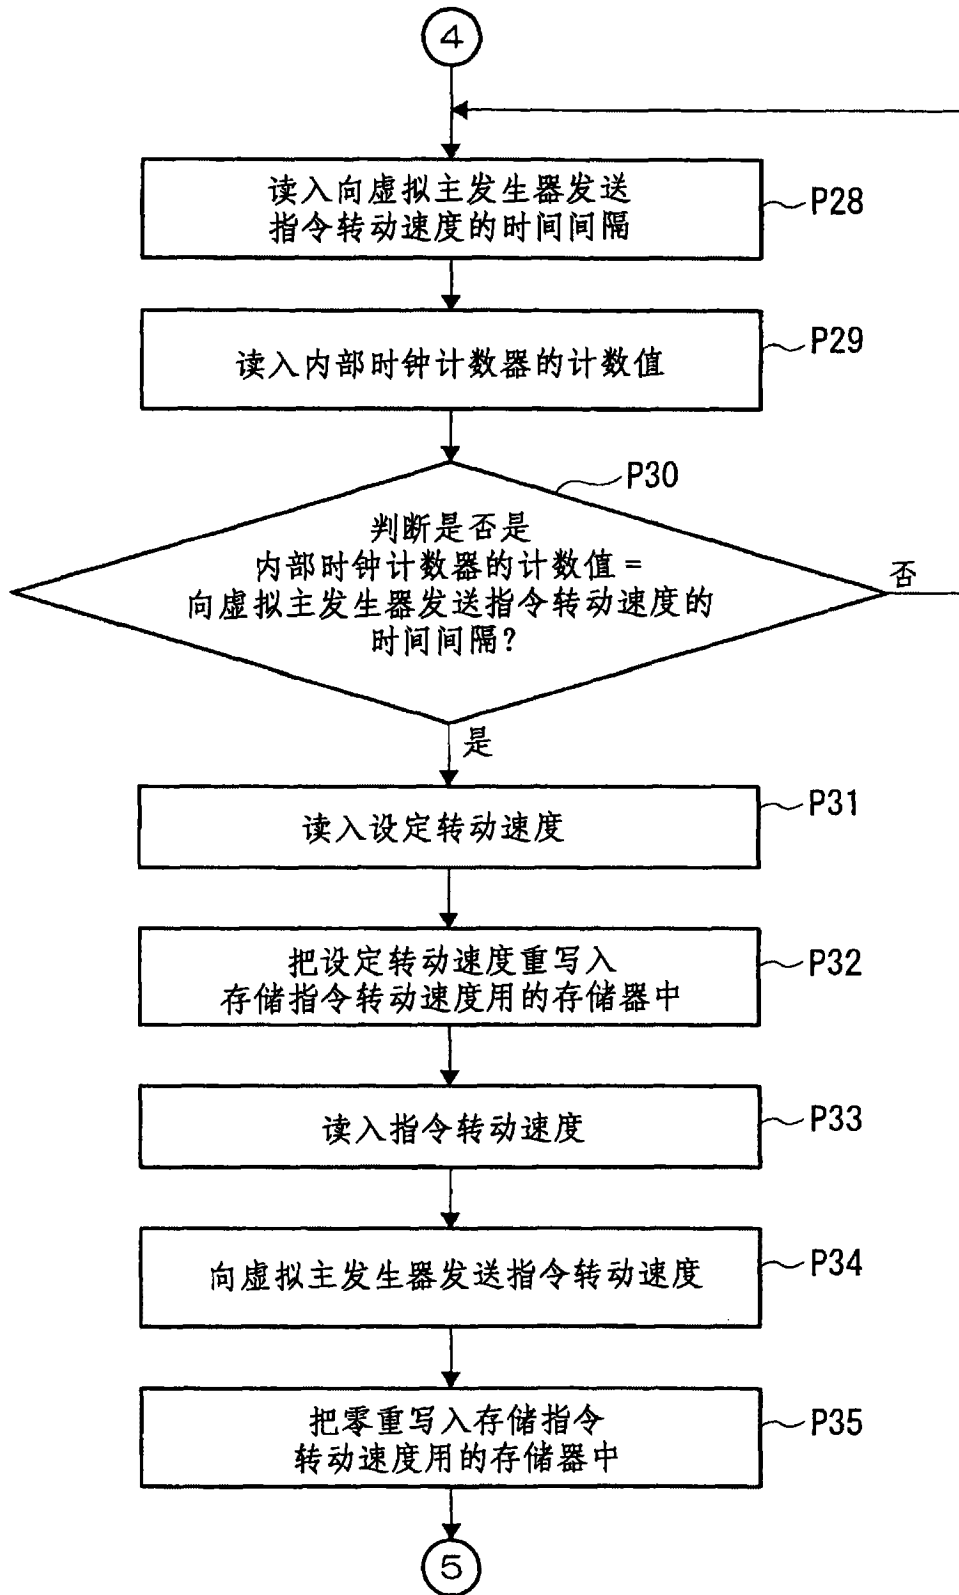 4
读入向虚拟主发生器发送
指令转动速度的时间间隔
P28
读入内部时钟计数器的计数值
P29
P30
判断是否是
内部时钟计数器的计数值=
向虚拟主发生器发送指令转动速度的
时间间隔?
否
是
读入设定转动速度
P31
把设定转动速度重写入
存储指令转动速度用的存储器中
P32
读入指令转动速度
P33
向虚拟主发生器发送指令转动速度
P34
把零重写入存储指令
转动速度用的存储器中
P35
5